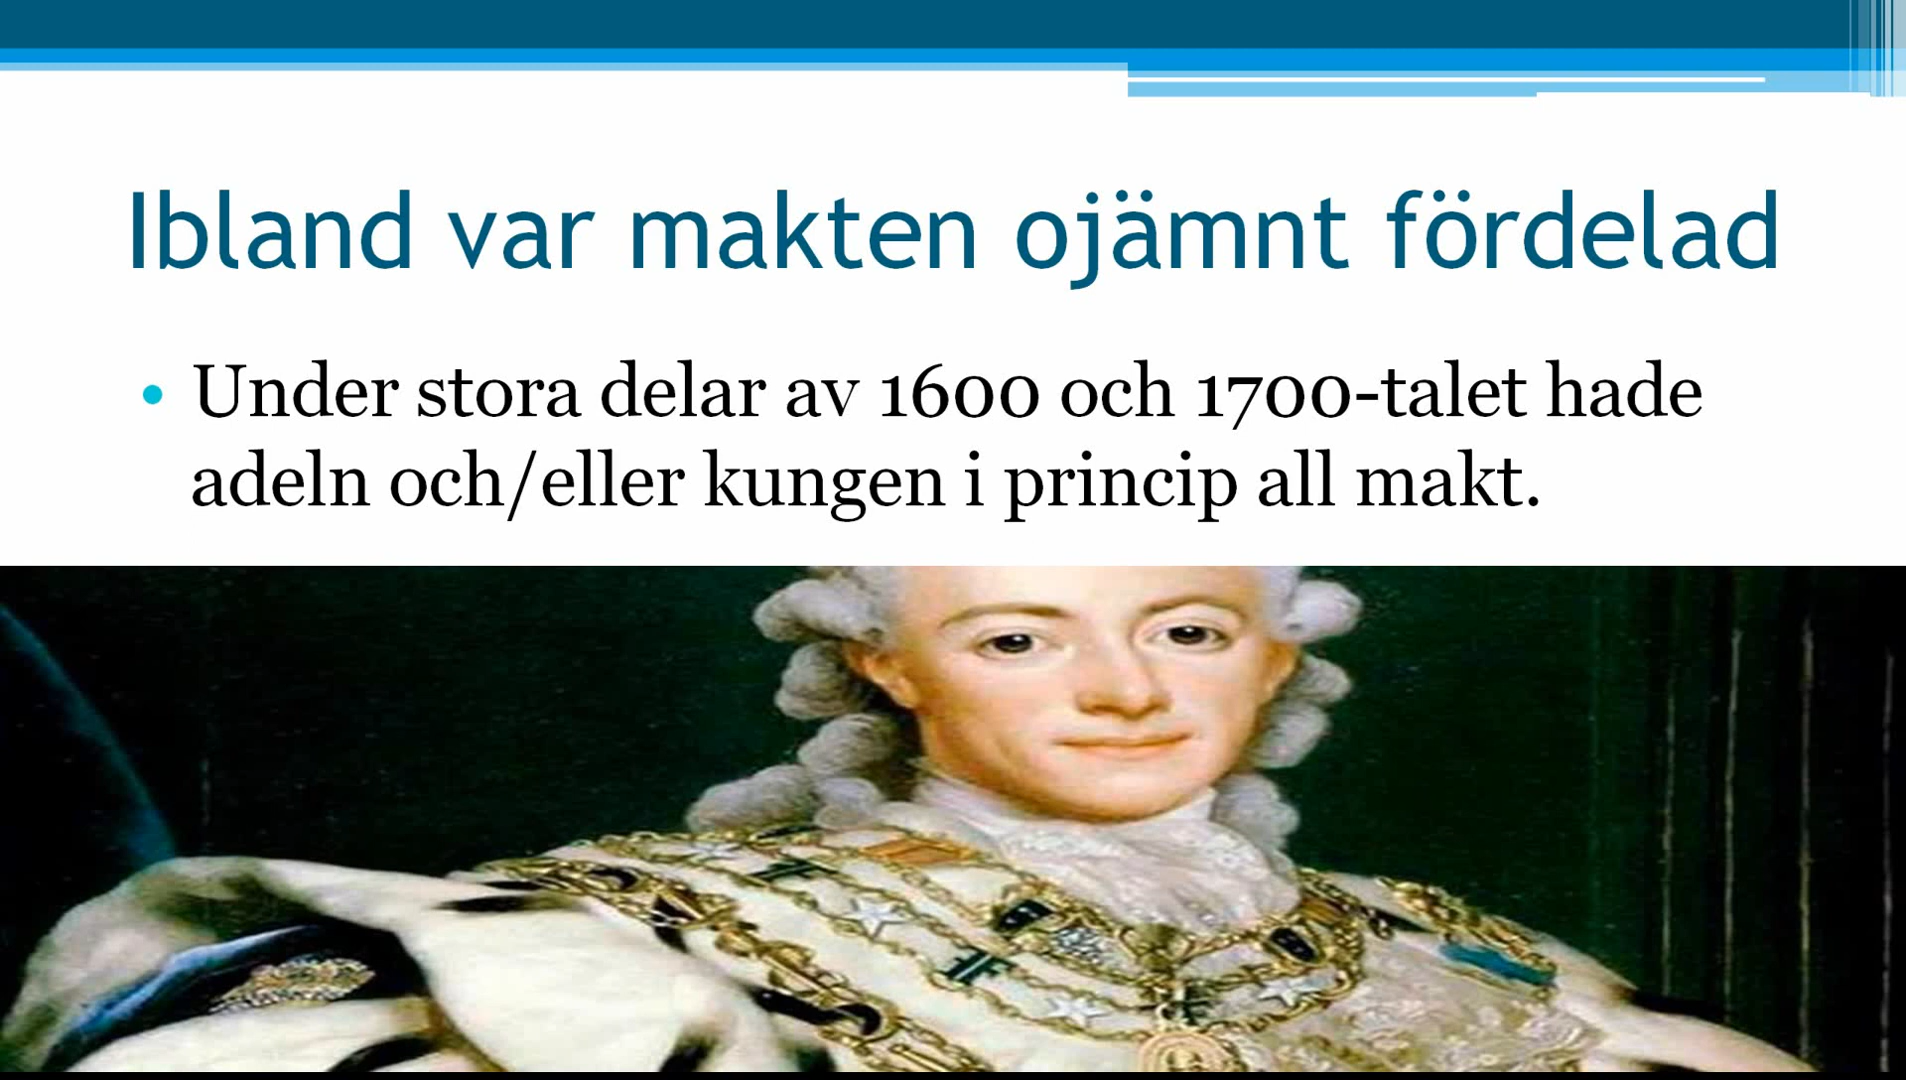 Ibland var makten ojämnt fördelad
• Under stora delar av 1600 och 1700-talet hade
adeln och/eller kungen i princip all makt.